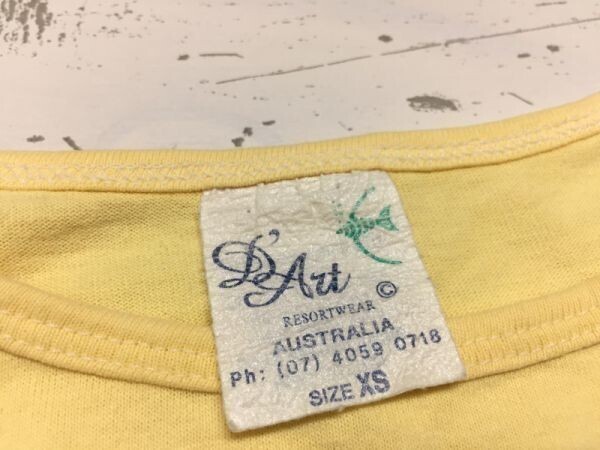 D'Art ©
RESORTWEAR
AUSTRALIA
Ph: (07) 4059 0718
SIZE XS